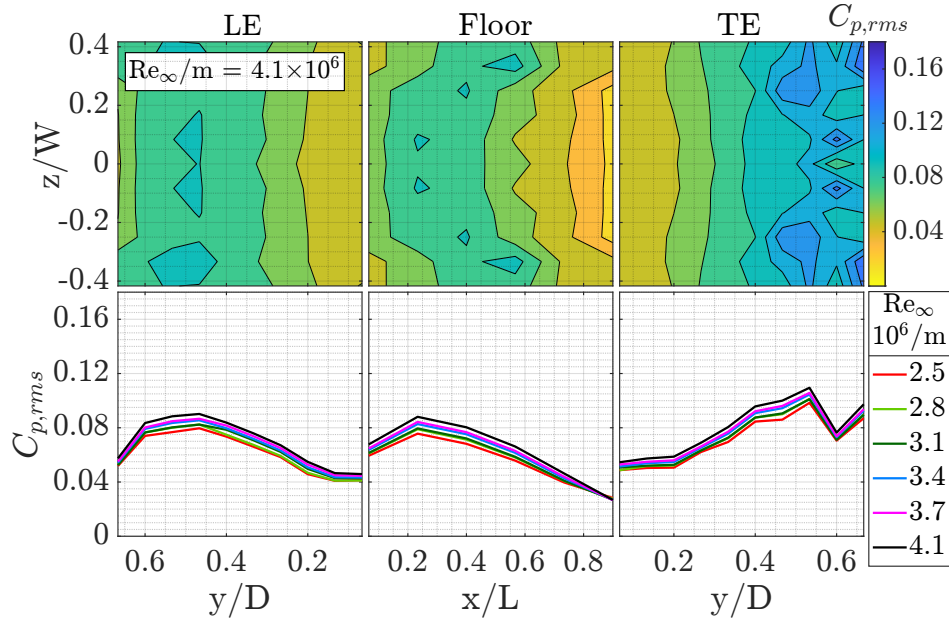 LE
Floor
TE
C_{p,rms}
Re_∞/m = 4.1×10^6
0.4
0.2
0
-0.2
-0.4
z/W
0.16
0.12
0.08
0.04
0.16
0.12
0.08
0.04
0
C_{p,rms}
0.6 0.4 0.2
y/D
0.2 0.4 0.6 0.8
x/L
0.2 0.4 0.6
y/D
Re_∞
10^6/m
2.5
2.8
3.1
3.4
3.7
4.1